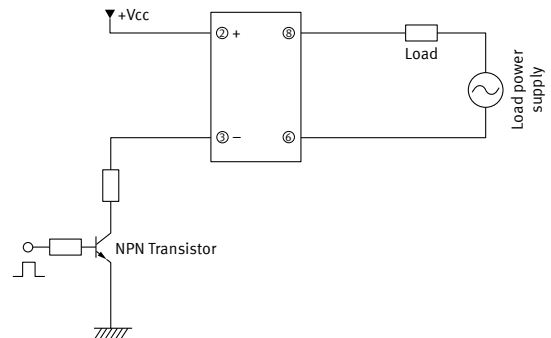 +Vcc
② + ⑧
Load
Load power
supply
③ − ⑥
NPN Transistor